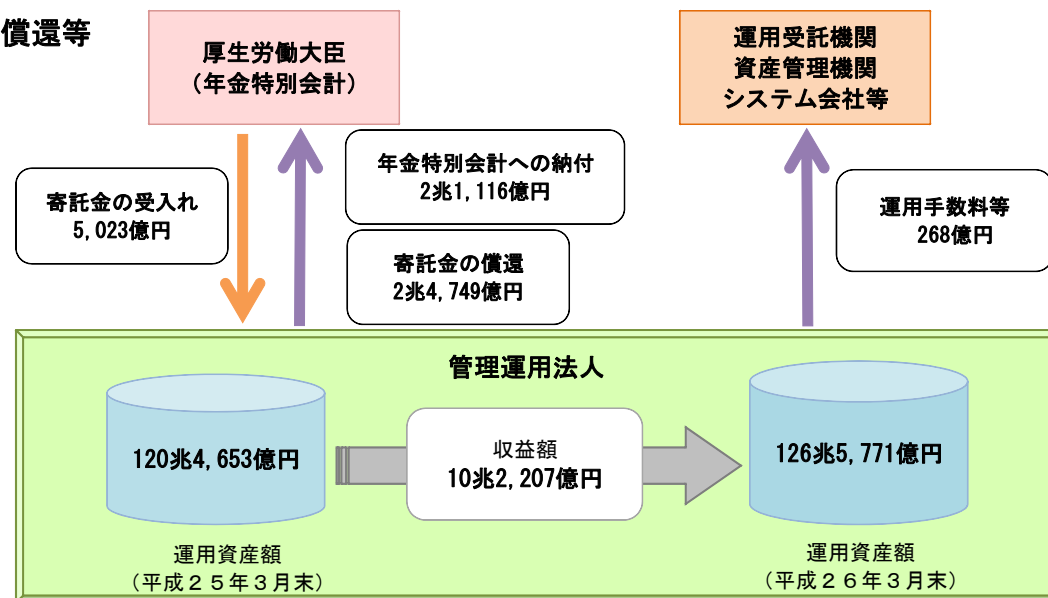 償還等
厚生労働大臣
（年金特別会計）
運用受託機関
資産管理機関
システム会社等
寄託金の受入れ
5,023億円
年金特別会計への納付
2兆1,116億円
寄託金の償還
2兆4,749億円
運用手数料等
268億円
管理運用法人
120兆4,653億円
収益額
10兆2,207億円
126兆5,771億円
運用資産額
（平成２５年３月末）
運用資産額
（平成２６年３月末）